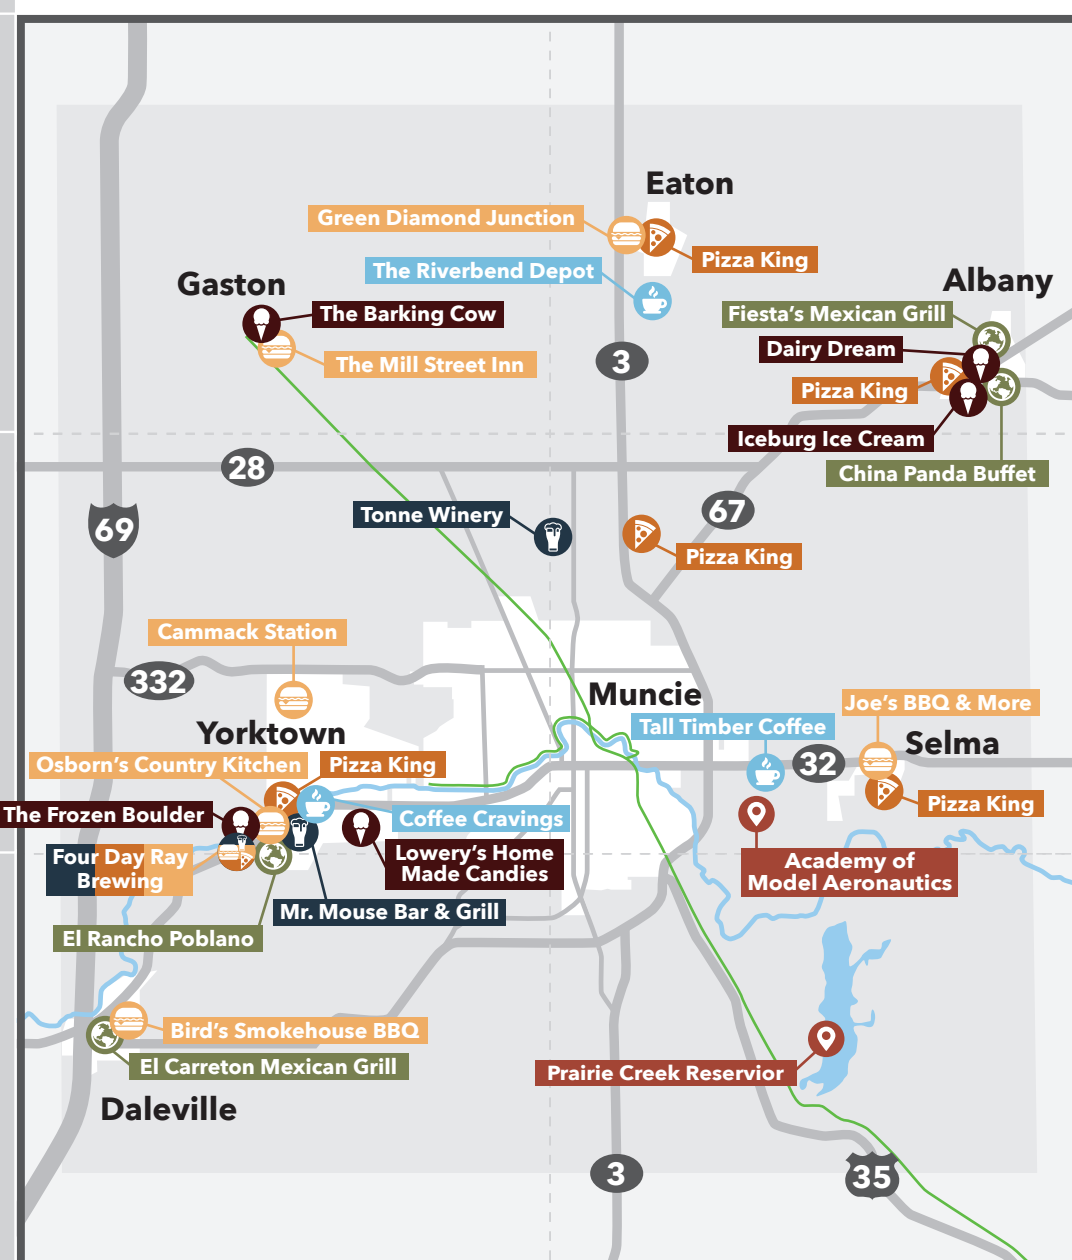 Eaton
Green Diamond Junction
Pizza King
The Riverbend Depot
Gaston
Albany
The Barking Cow
Fiesta's Mexican Grill
Dairy Dream
3
The Mill Street Inn
Pizza King
Iceburg Ice Cream
28
China Panda Buffet
67
Tonne Winery
69
Pizza King
Cammack Station
332
Muncie
Joe's BBQ & More
Tall Timber Coffee
Yorktown
Selma
Osborn's Country Kitchen
Pizza King
32
Pizza King
The Frozen Boulder
Coffee Cravings
Four Day Ray
Brewing
Lowery's Home
Made Candies
Academy of
Model Aeronautics
Mr. Mouse Bar & Grill
El Rancho Poblano
Bird's Smokehouse BBQ
El Carreton Mexican Grill
Prairie Creek Reservior
Daleville
3
35